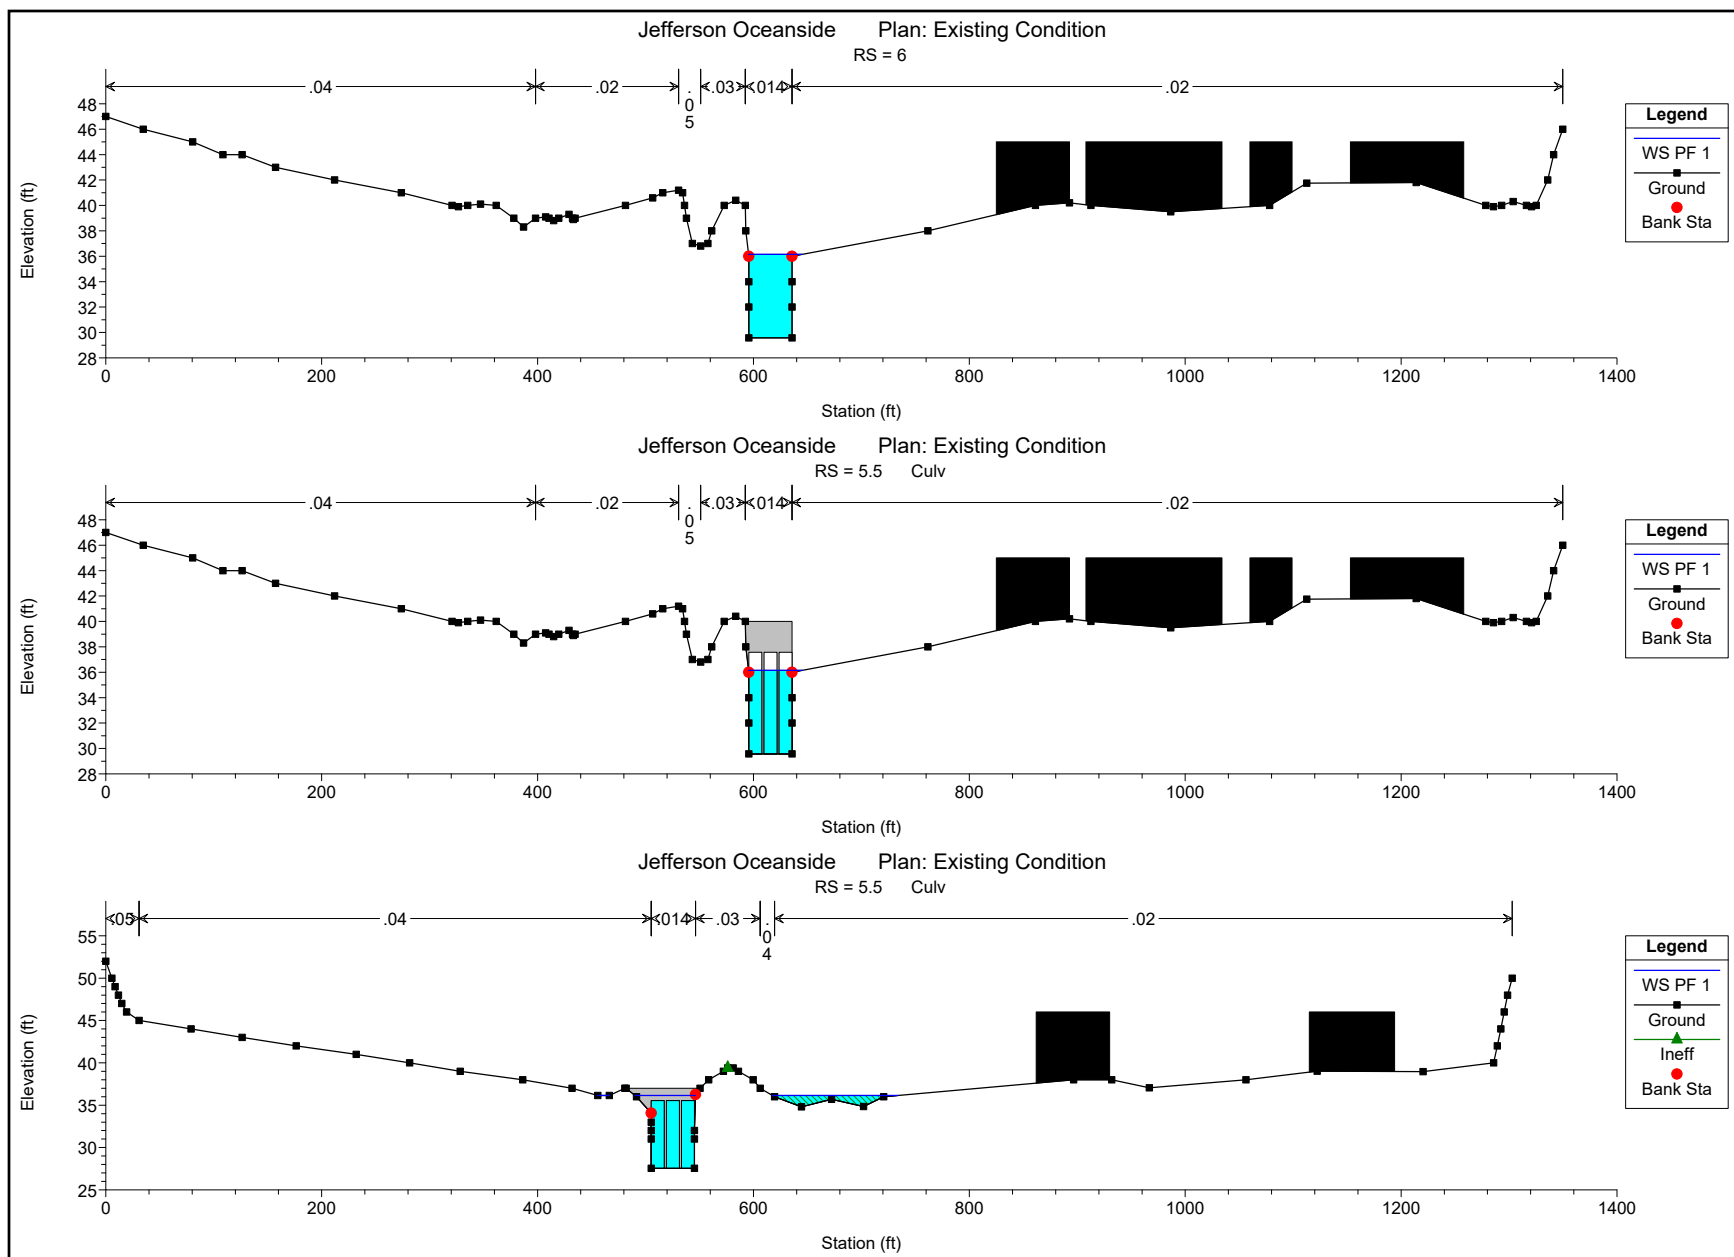 Jefferson Oceanside Plan: Existing Condition
RS = 6
.04 .02 .05 .03 .014 .02
48
46
44
42
40
38
36
34
32
30
28
Elevation (ft)
0 200 400 600 800 1000 1200 1400
Station (ft)
Legend
WS PF 1
Ground
Bank Sta
Jefferson Oceanside Plan: Existing Condition
RS = 5.5 Culv
.04 .02 .05 .03 .014 .02
48
46
44
42
40
38
36
34
32
30
28
Elevation (ft)
0 200 400 600 800 1000 1200 1400
Station (ft)
Legend
WS PF 1
Ground
Bank Sta
Jefferson Oceanside Plan: Existing Condition
RS = 5.5 Culv
.05 .04 .014 .03 .04 .02
55
50
45
40
35
30
25
Elevation (ft)
0 200 400 600 800 1000 1200 1400
Station (ft)
Legend
WS PF 1
Ground
Ineff
Bank Sta